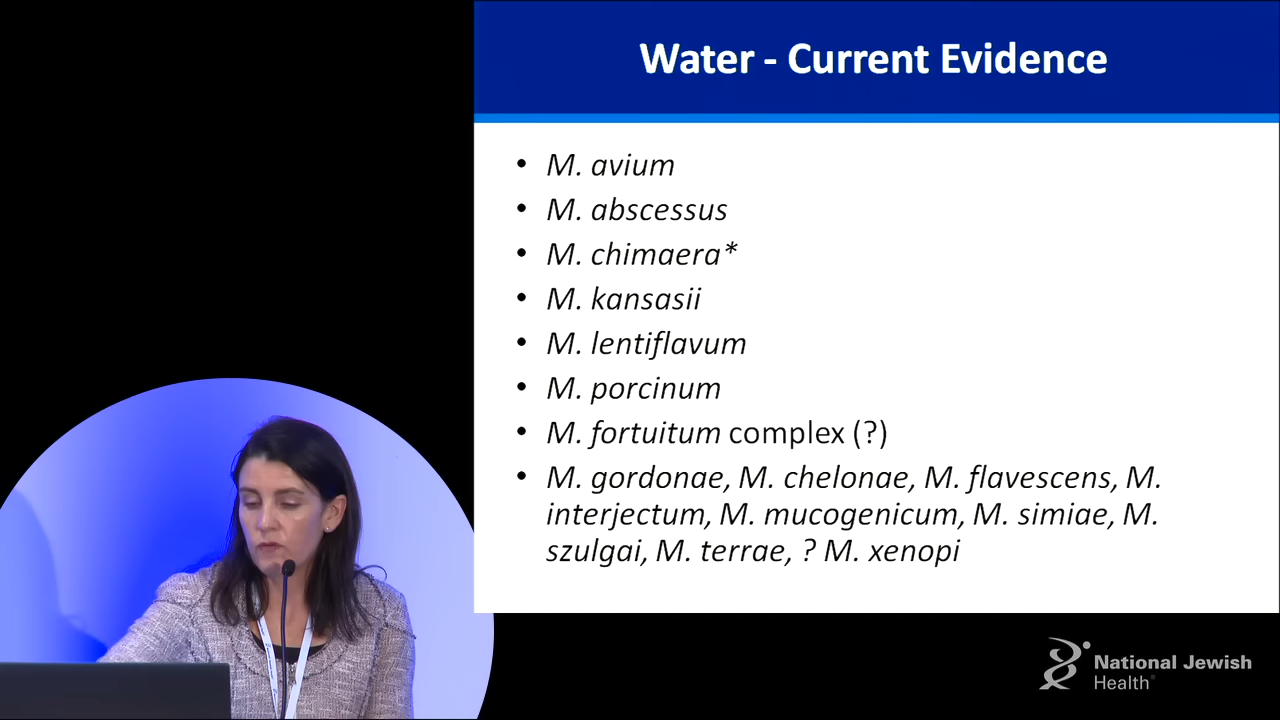 Water - Current Evidence
• M. avium
• M. abscessus
• M. chimaera*
• M. kansasii
• M. lentiflavum
• M. porcinum
• M. fortuitum complex (?)
• M. gordonae, M. chelonae, M. flavescens, M.
interjectum, M. mucogenicum, M. simiae, M.
szulgai, M. terrae, ? M. xenopi
National Jewish
Health®